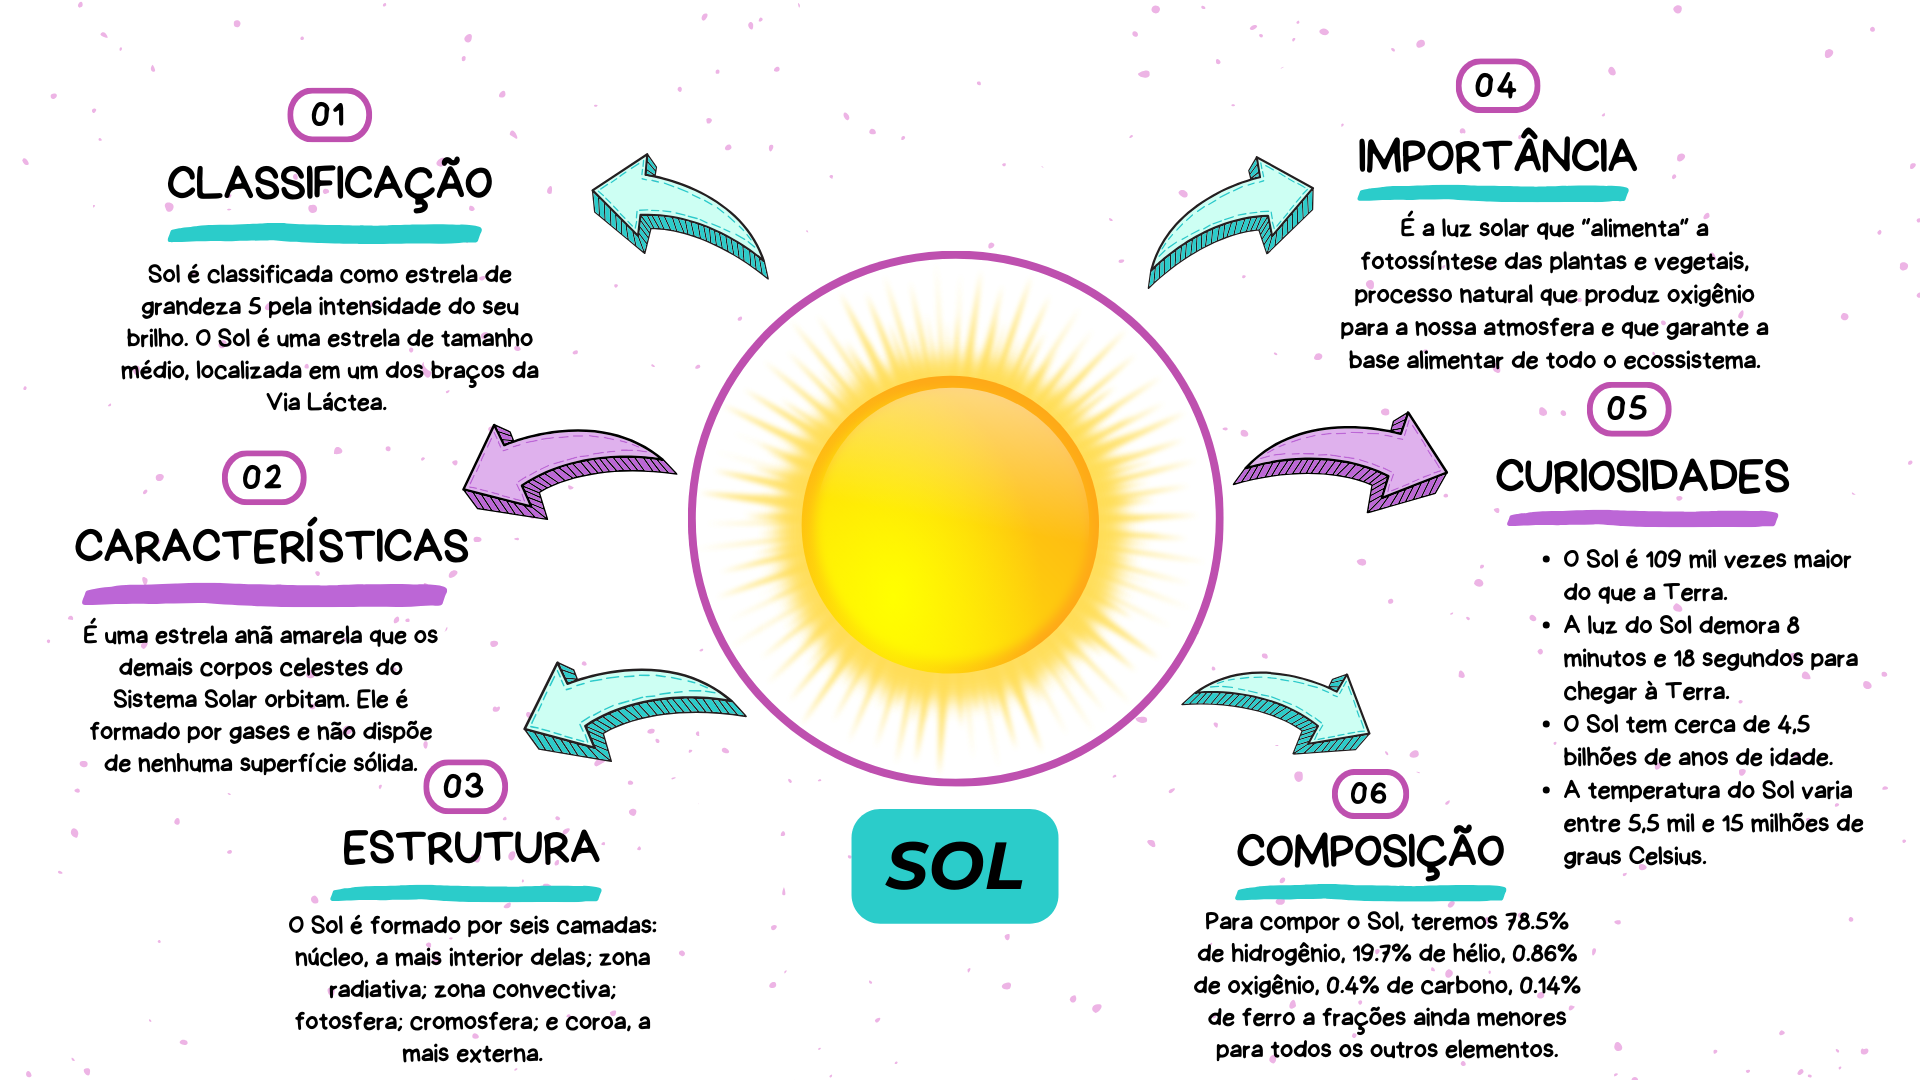 01
CLASSIFICAÇÃO
Sol é classificada como estrela de
grandeza 5 pela intensidade do seu
brilho. O Sol é uma estrela de tamanho
médio, localizada em um dos braços da
Via Láctea.
02
CARACTERÍSTICAS
É uma estrela anã amarela que os
demais corpos celestes do
Sistema Solar orbitam. Ele é
formado por gases e não dispõe
de nenhuma superfície sólida.
03
ESTRUTURA
O Sol é formado por seis camadas:
núcleo, a mais interior delas; zona
radiativa; zona convectiva;
fotosfera; cromosfera; e coroa, a
mais externa.
SOL
04
IMPORTÂNCIA
É a luz solar que “alimenta” a
fotossíntese das plantas e vegetais,
processo natural que produz oxigênio
para a nossa atmosfera e que garante a
base alimentar de todo o ecossistema.
05
CURIOSIDADES
• O Sol é 109 mil vezes maior
do que a Terra.
• A luz do Sol demora 8
minutos e 18 segundos para
chegar à Terra.
• O Sol tem cerca de 4,5
bilhões de anos de idade.
• A temperatura do Sol varia
entre 5,5 mil e 15 milhões de
graus Celsius.
06
COMPOSIÇÃO
Para compor o Sol, teremos 78.5%
de hidrogênio, 19.7% de hélio, 0.86%
de oxigênio, 0.4% de carbono, 0.14%
de ferro a frações ainda menores
para todos os outros elementos.